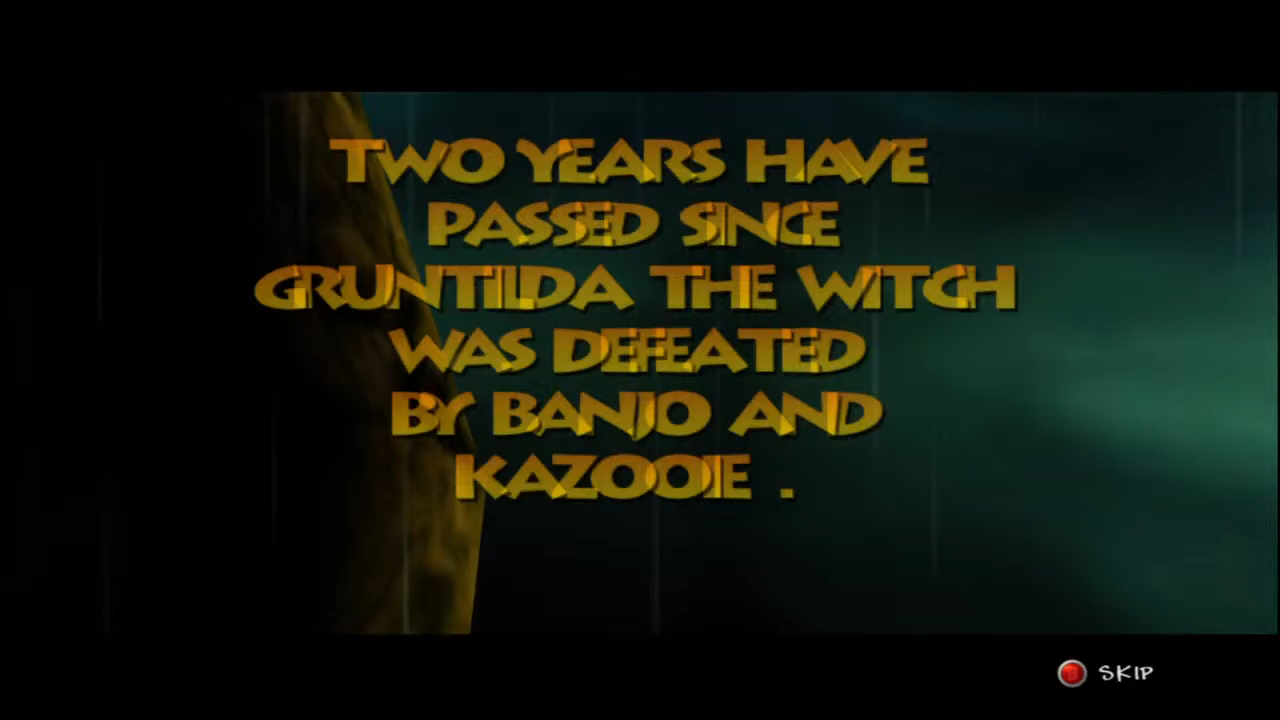 TWO YEARS HAVE
PASSED SINCE
GRUNTILDA THE WITCH
WAS DEFEATED
BY BANJO AND
KAZOOIE .
B SKIP